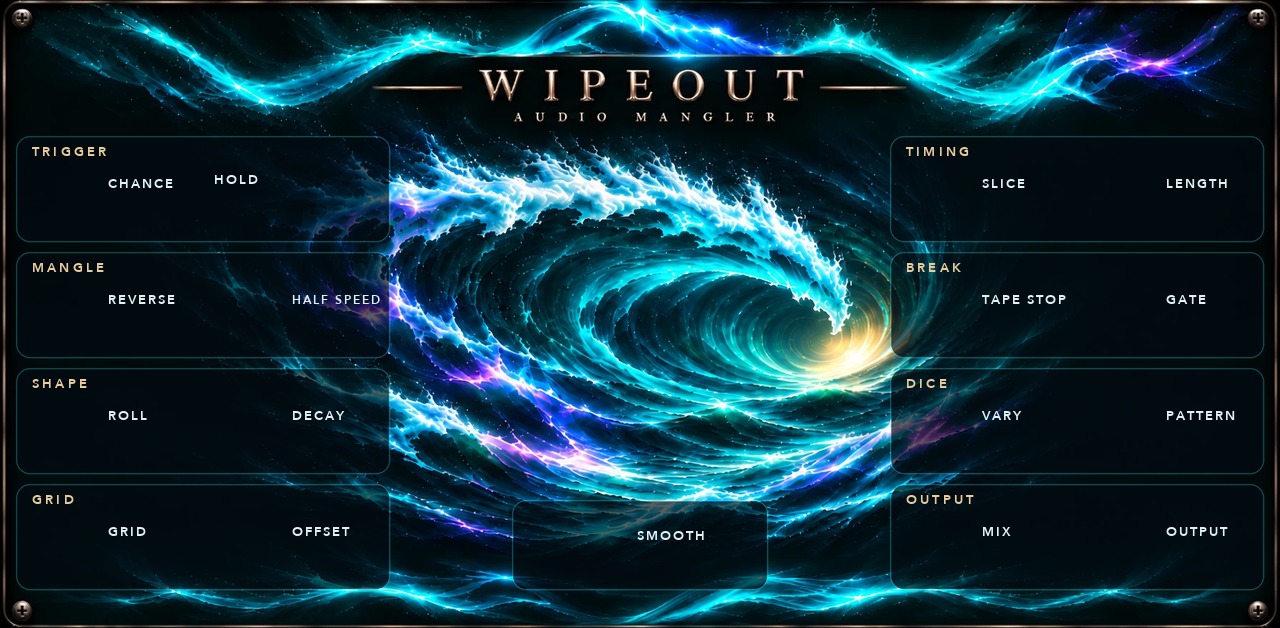 WIPEOUT
AUDIO MANGLER
TRIGGER
CHANCE HOLD
MANGLE
REVERSE HALF SPEED
SHAPE
ROLL DECAY
GRID
GRID OFFSET
SMOOTH
TIMING
SLICE LENGTH
BREAK
TAPE STOP GATE
DICE
VARY PATTERN
OUTPUT
MIX OUTPUT